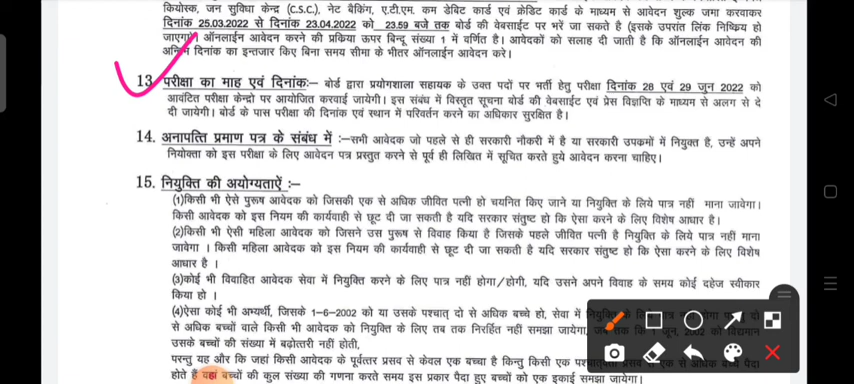 कियोस्क, जन सुविधा केन्द्र (C.S.C.), नेट बैकिंग, ए.टी.एम. कम डेबिट कार्ड या क्रेडिट कार्ड के माध्यम से आवेदन शुल्क जमा करवाकर
दिनांक 25.03.2022 से दिनांक 23.04.2022 को 23.59 बजे तक बोर्ड की वेबसाईट पर भरें जा सकते है (इसके उपरांत लिंक निष्क्रिय हो
जाएगा)। ऑनलाईन आवेदन करने की प्रकिया ऊपर बिन्दू संख्या 1 में वर्णित है। आवेदकों को सलाह दी जाती है कि ऑनलाईन आवेदन की
अन्तिम दिनांक का इन्तजार किए बिना समय सीमा के भीतर ऑनलाईन आवेदन करे।
13. परीक्षा का माह एवं दिनांकः– बोर्ड द्वारा प्रयोगशाला सहायक के उक्त पदों पर भर्ती हेतु परीक्षा दिनांक 28 एवं 29 जुन 2022 को
आवंटित परीक्षा केन्द्रो पर आयोजित करवाई जायेगी। इस संबंध में विस्तृत सूचना बोर्ड की वेबसाईट एवं प्रेस विज्ञप्ति के माध्यम से अलग से दे
दी जायेगी। बोर्ड के पास परीक्षा की दिनांक एवं स्थान में परिवर्तन करने का अधिकार सुरक्षित है।
14. अनापत्ति प्रमाण पत्र के संबंध में :–सभी आवेदक जो पहले से ही सरकारी नौकरी में है या सरकारी उपकमों में नियुक्त है, उन्हें अपने
नियोक्ता को इस परीक्षा के लिए आवेदन पत्र प्रस्तुत करने से पूर्व ही लिखित में सूचित करते हुये आवेदन करना चाहिए।
15. नियुक्ति की अयोग्यताऐं :–
(1)किसी भी ऐसे पुरूष आवेदक को जिसकी एक से अधिक जीवित पत्नी हो चयनित किए जाने या नियुक्ति के लिये पात्र नहीं माना जावेगा।
किसी आवेदक को इस नियम की कार्यवाही से छूट दी जा सकती है यदि सरकार संतुष्ट हो कि ऐसा करने के लिए विशेष आधार है।
(2)किसी भी ऐसी महिला आवेदक को जिसने उस पुरूष से विवाह किया है जिसके पहले जीवित पत्नी है नियुक्ति के लिये पात्र नहीं माना
जावेगा । किसी महिला आवेदक को इस नियम की कार्यवाही से छूट दी जा सकती है यदि सरकार संतुष्ट हो कि ऐसा करने के लिए विशेष
आधार है ।
(3)कोई भी विवाहित आवेदक सेवा में नियुक्ति करने के लिए पात्र नहीं होगा/होगी, यदि उसने अपने विवाह के समय कोई दहेज स्वीकार
किया हो ।
(4)ऐसा कोई भी अभ्यर्थी, जिसके 1-6-2002 को या उसके पश्चात् दो से अधिक बच्चे हो, सेवा में
से अधिक बच्चों वाले किसी भी आवेदक को नियुक्ति के लिए तब तक निरर्हित नहीं समझा जायेगा,
उसके बच्चों की संख्या में बढ़ोत्तरी नहीं होती,
परन्तु यह और कि जहां किसी आवेदक के पूर्वत्तर प्रसव से केवल एक बच्चा है किन्तु किसी एक
होते हैं वहां बच्चों की कुल संख्या की गणना करते समय इस प्रकार पैदा हुए बच्चों को एक इकाई समझा जायेगा।